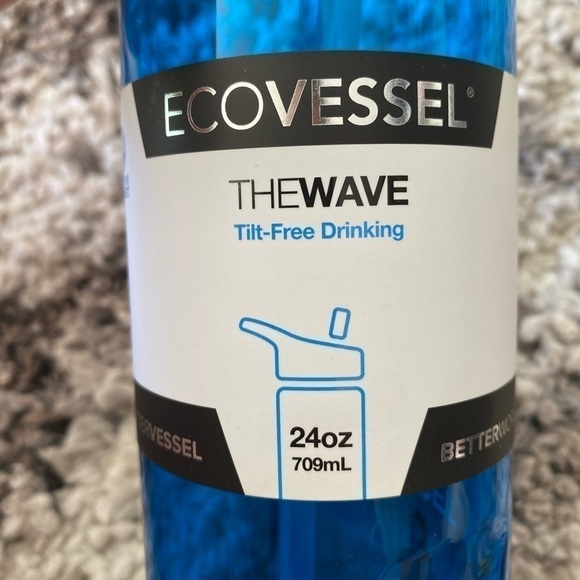 ECOVESSEL®
THEWAVE
Tilt-Free Drinking
24oz
709mL